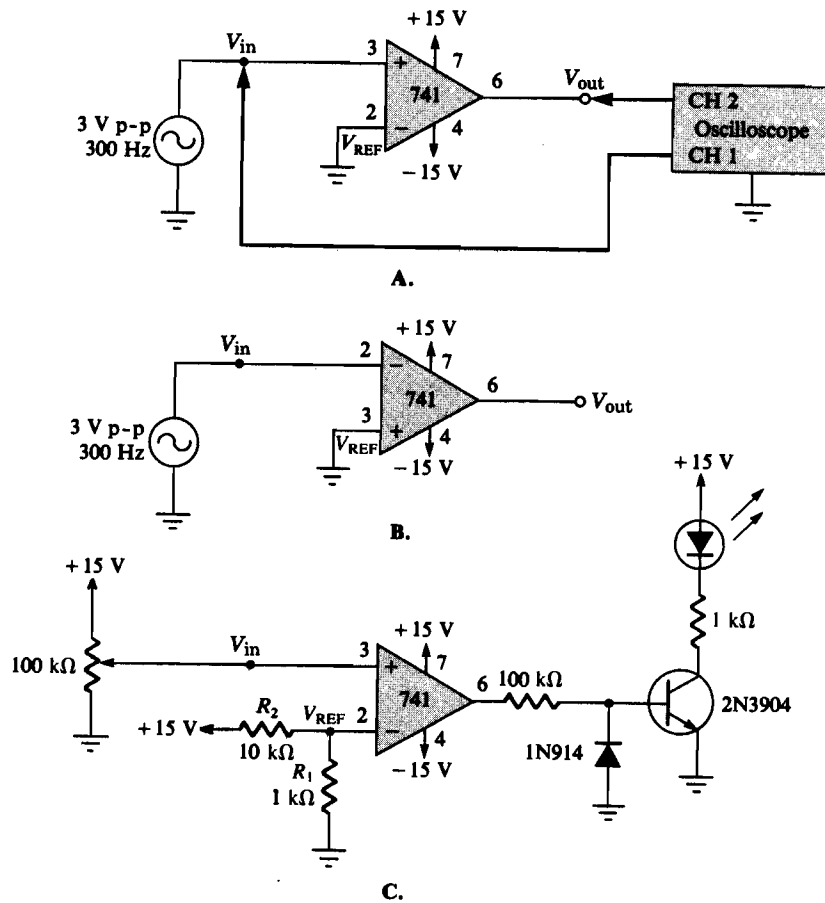 +15 V
V_in
3
+
7
741
6
V_out
CH 2
Oscilloscope
CH 1
3 V p-p
300 Hz
2
−
4
V_REF
−15 V
A.
+15 V
V_in
2
−
7
741
6
V_out
3 V p-p
300 Hz
3
+
4
V_REF
−15 V
B.
+15 V
+15 V
100 kΩ
V_in
3
+
+15 V
7
741
6
100 kΩ
1 kΩ
2N3904
+15 V
R_2
10 kΩ
V_REF
2
−
4
−15 V
R_1
1 kΩ
1N914
C.